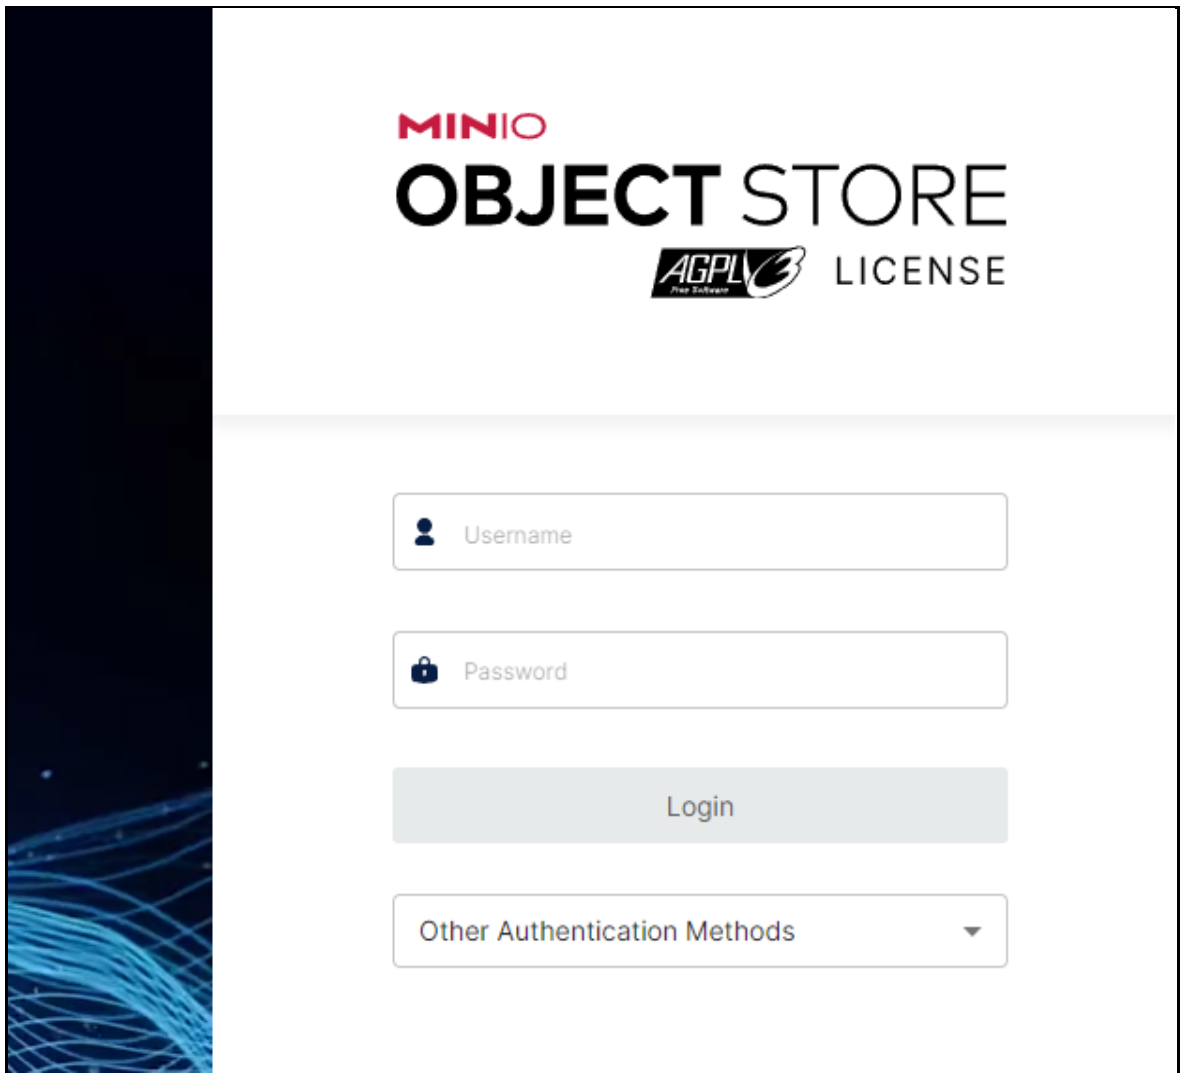 MINIO
OBJECT STORE
AGPLv3 LICENSE
Free Software
Username
Password
Login
Other Authentication Methods